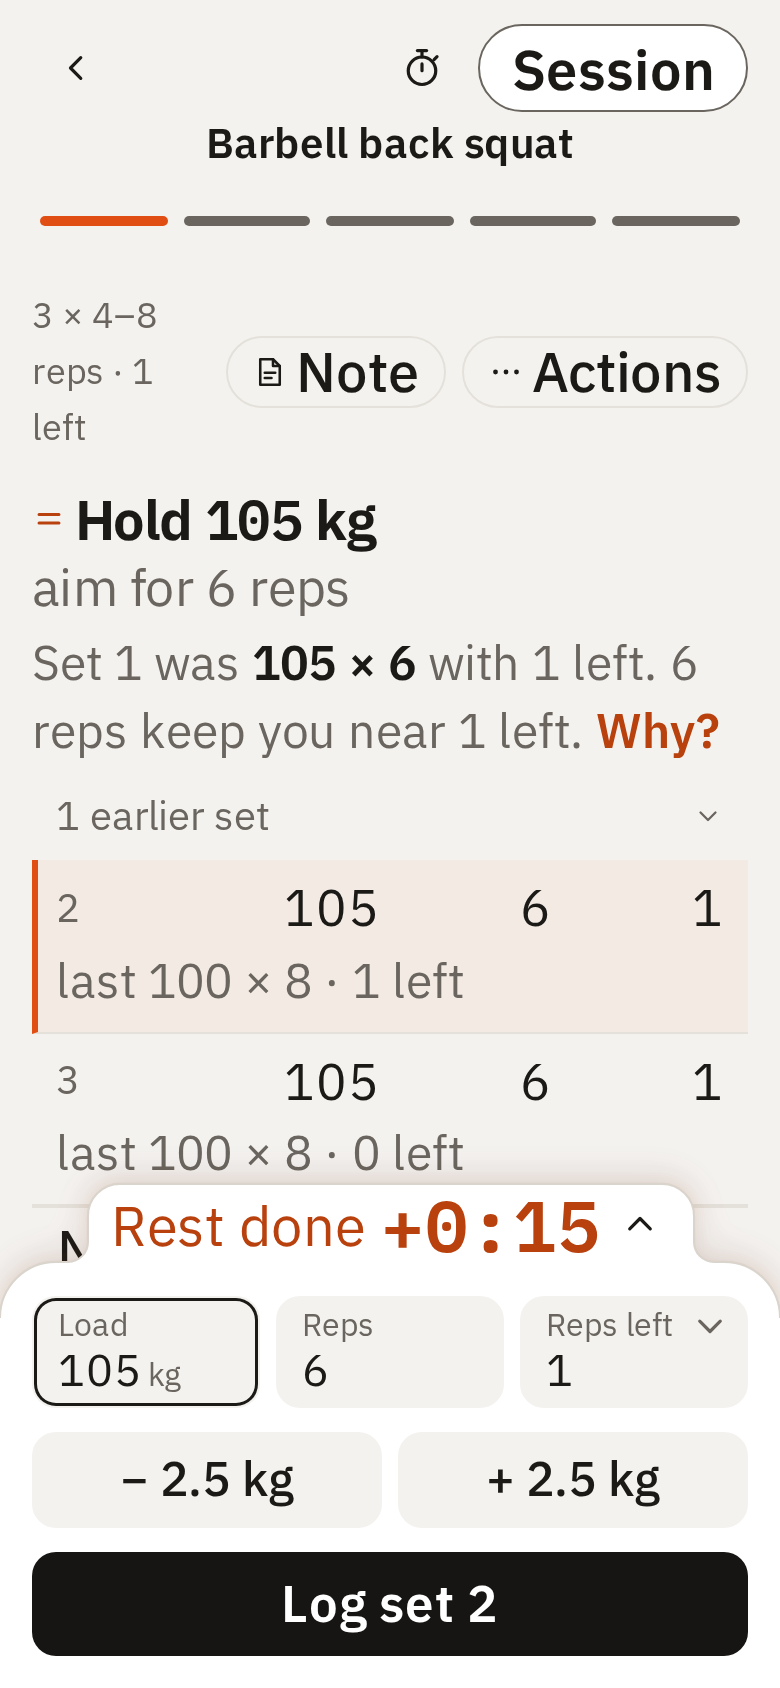 Session
Barbell back squat
3 × 4–8
reps · 1
left
Note
Actions
= Hold 105 kg
aim for 6 reps
Set 1 was 105 × 6 with 1 left. 6
reps keep you near 1 left. Why?
1 earlier set
2 105 6 1
last 100 × 8 · 1 left
3 105 6 1
last 100 × 8 · 0 left
Rest done +0:15
Load
105 kg
Reps
6
Reps left
1
− 2.5 kg
+ 2.5 kg
Log set 2